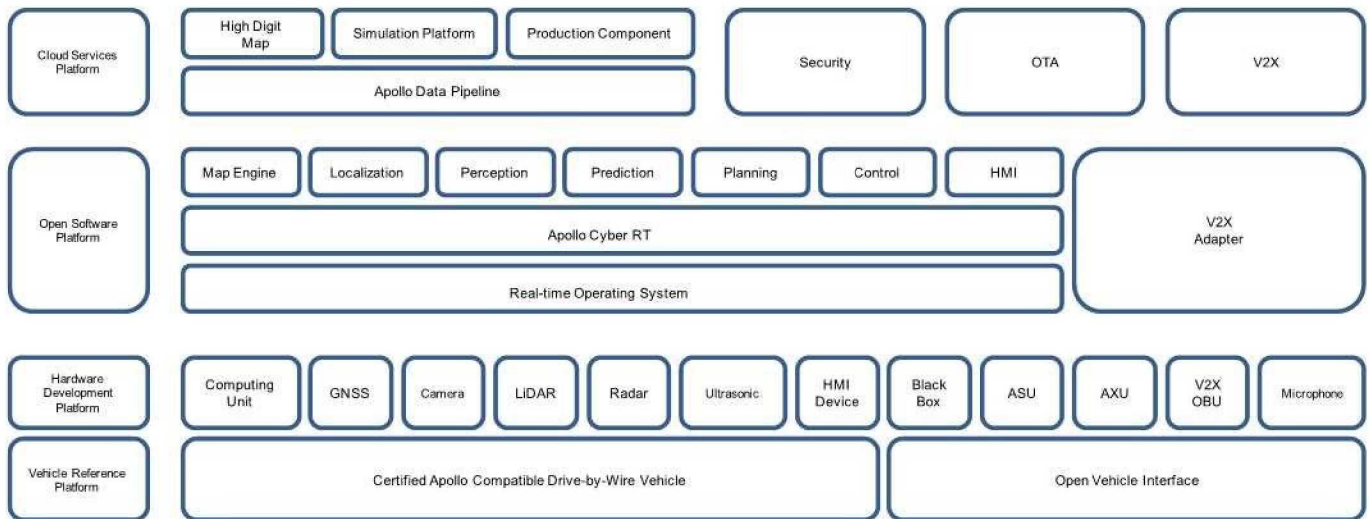 Cloud Services
Platform
High Digit
Map
Simulation Platform
Production Component
Apollo Data Pipeline
Security
OTA
V2X
Open Software
Platform
Map Engine
Localization
Perception
Prediction
Planning
Control
HMI
Apollo Cyber RT
Real-time Operating System
V2X
Adapter
Hardware
Development
Platform
Computing
Unit
GNSS
Camera
LiDAR
Radar
Ultrasonic
HMI
Device
Black
Box
ASU
AXU
V2X
OBU
Microphone
Vehicle Reference
Platform
Certified Apollo Compatible Drive-by-Wire Vehicle
Open Vehicle Interface